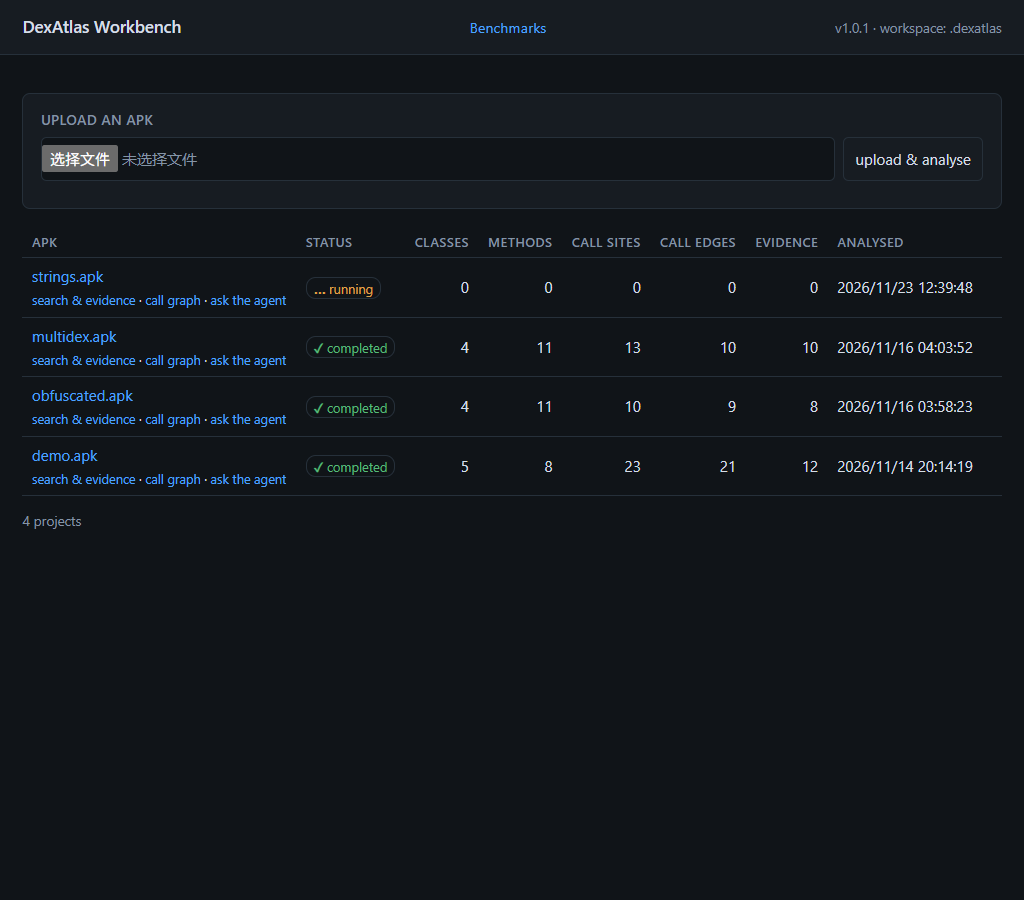 DexAtlas Workbench Benchmarks v1.0.1 · workspace: .dexatlas
UPLOAD AN APK
选择文件 未选择文件 upload & analyse
APK STATUS CLASSES METHODS CALL SITES CALL EDGES EVIDENCE ANALYSED
strings.apk
search & evidence · call graph · ask the agent
… running 0 0 0 0 0 2026/11/23 12:39:48
multidex.apk
search & evidence · call graph · ask the agent
✓ completed 4 11 13 10 10 2026/11/16 04:03:52
obfuscated.apk
search & evidence · call graph · ask the agent
✓ completed 4 11 10 9 8 2026/11/16 03:58:23
demo.apk
search & evidence · call graph · ask the agent
✓ completed 5 8 23 21 12 2026/11/14 20:14:19
4 projects